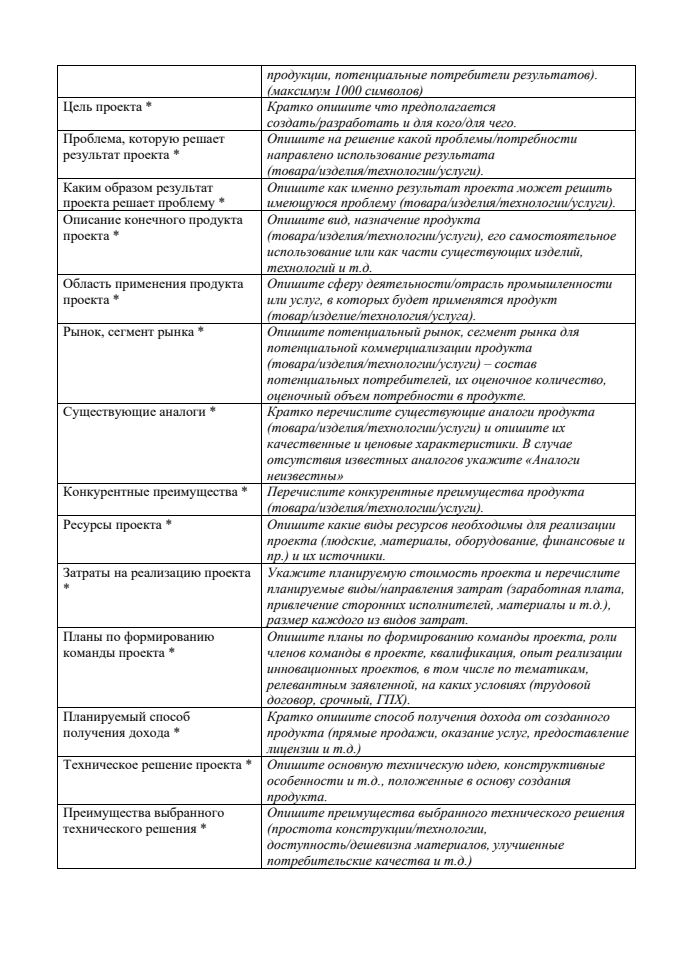 продукции, потенциальные потребители результатов).
(максимум 1000 символов)
Цель проекта *
Кратко опишите что предполагается
создать/разработать и для кого/для чего.
Проблема, которую решает
результат проекта *
Опишите на решение какой проблемы/потребности
направлено использование результата
(товара/изделия/технологии/услуги).
Каким образом результат
проекта решает проблему *
Опишите как именно результат проекта может решить
имеющуюся проблему (товара/изделия/технологии/услуги).
Описание конечного продукта
проекта *
Опишите вид, назначение продукта
(товара/изделия/технологии/услуги), его самостоятельное
использование или как части существующих изделий,
технологий и т.д.
Область применения продукта
проекта *
Опишите сферу деятельности/отрасль промышленности
или услуг, в которых будет применятся продукт
(товар/изделие/технология/услуга).
Рынок, сегмент рынка *
Опишите потенциальный рынок, сегмент рынка для
потенциальной коммерциализации продукта
(товара/изделия/технологии/услуги) – состав
потенциальных потребителей, их оценочное количество,
оценочный объем потребности в продукте.
Существующие аналоги *
Кратко перечислите существующие аналоги продукта
(товара/изделия/технологии/услуги) и опишите их
качественные и ценовые характеристики. В случае
отсутствия известных аналогов укажите «Аналоги
неизвестны»
Конкурентные преимущества *
Перечислите конкурентные преимущества продукта
(товара/изделия/технологии/услуги).
Ресурсы проекта *
Опишите какие виды ресурсов необходимы для реализации
проекта (людские, материалы, оборудование, финансовые и
пр.) и их источники.
Затраты на реализацию проекта
*
Укажите планируемую стоимость проекта и перечислите
планируемые виды/направления затрат (заработная плата,
привлечение сторонних исполнителей, материалы и т.д.),
размер каждого из видов затрат.
Планы по формированию
команды проекта *
Опишите планы по формированию команды проекта, роли
членов команды в проекте, квалификация, опыт реализации
инновационных проектов, в том числе по тематикам,
релевантным заявленной, на каких условиях (трудовой
договор, срочный, ГПХ).
Планируемый способ
получения дохода *
Кратко опишите способ получения дохода от созданного
продукта (прямые продажи, оказание услуг, предоставление
лицензии и т.д.)
Техническое решение проекта *
Опишите основную техническую идею, конструктивные
особенности и т.д., положенные в основу создания
продукта.
Преимущества выбранного
технического решения *
Опишите преимущества выбранного технического решения
(простота конструкции/технологии,
доступность/дешевизна материалов, улучшенные
потребительские качества и т.д.)